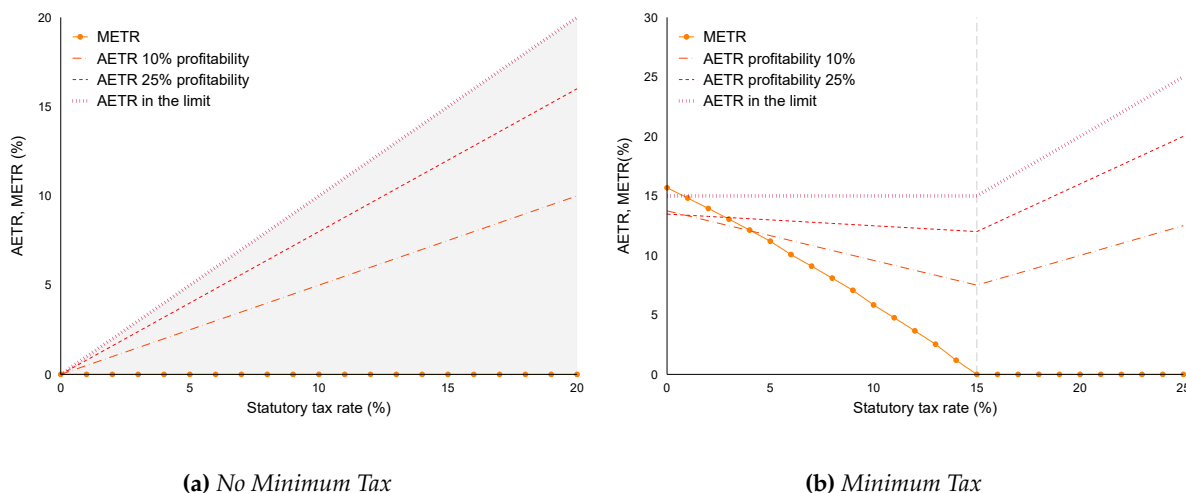 20
15
10
5
0
AETR, METR (%)
METR
AETR 10% profitability
AETR 25% profitability
AETR in the limit
0 5 10 15 20
Statutory tax rate (%)
(a) No Minimum Tax
30
25
20
15
10
5
0
AETR, METR(%)
METR
AETR profitability 10%
AETR profitability 25%
AETR in the limit
0 5 10 15 20 25
Statutory tax rate (%)
(b) Minimum Tax